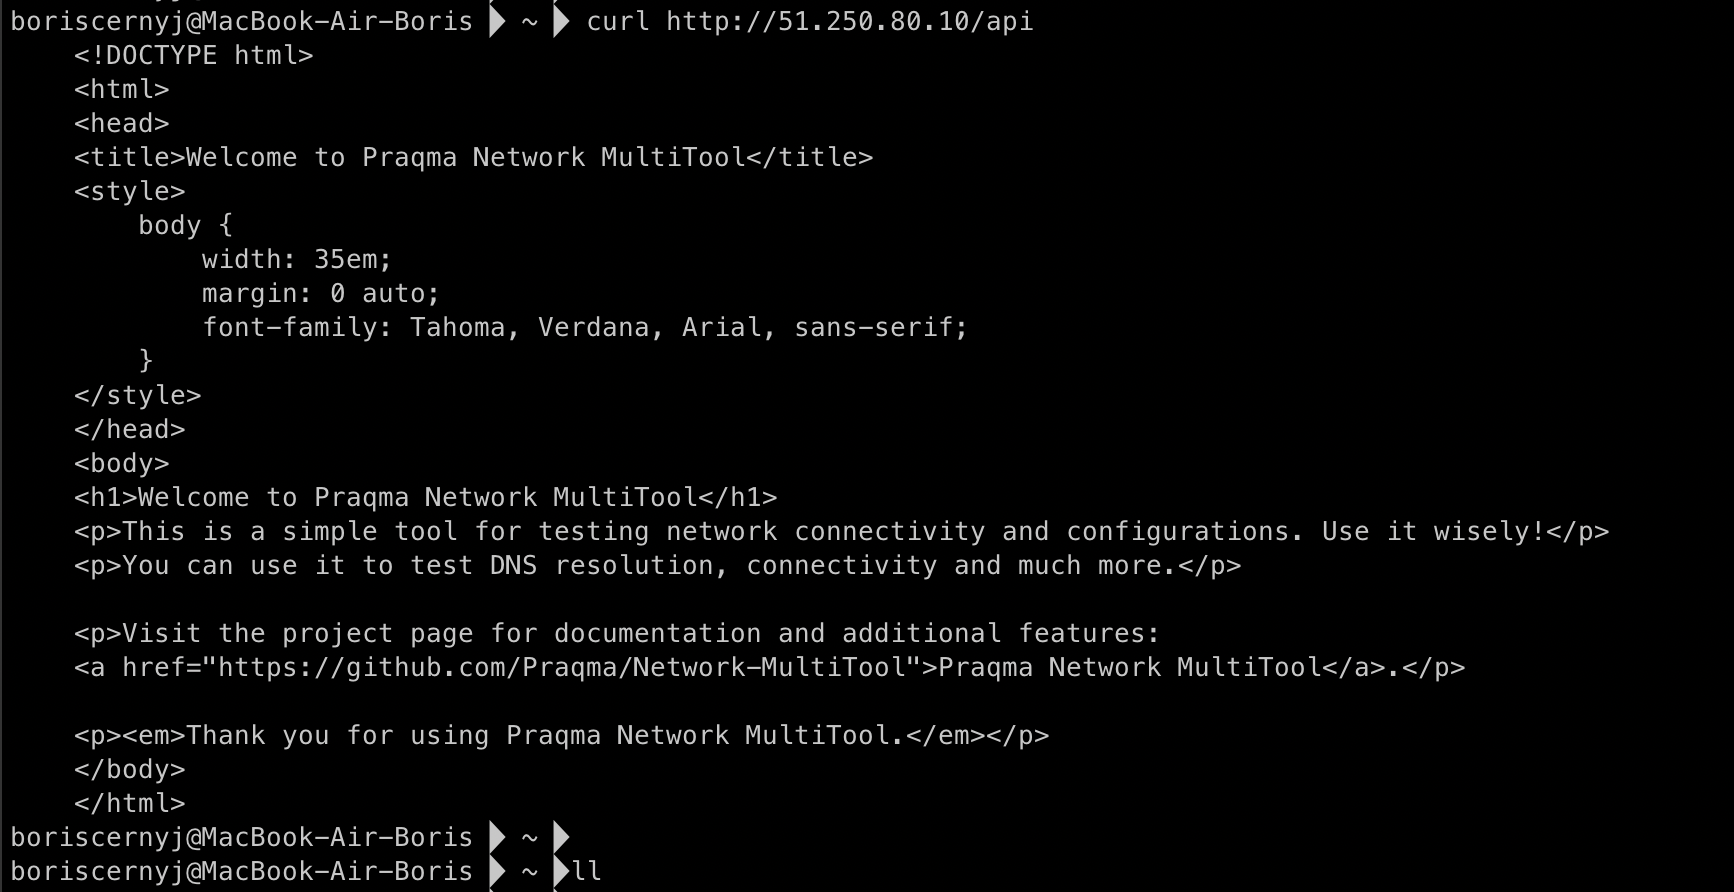 boriscernyj@MacBook-Air-Boris ~ curl http://51.250.80.10/api
<!DOCTYPE html>
<html>
<head>
<title>Welcome to Praqma Network MultiTool</title>
<style>
body {
width: 35em;
margin: 0 auto;
font-family: Tahoma, Verdana, Arial, sans-serif;
}
</style>
</head>
<body>
<h1>Welcome to Praqma Network MultiTool</h1>
<p>This is a simple tool for testing network connectivity and configurations. Use it wisely!</p>
<p>You can use it to test DNS resolution, connectivity and much more.</p>
<p>Visit the project page for documentation and additional features:
<a href="https://github.com/Praqma/Network-MultiTool">Praqma Network MultiTool</a>.</p>
<p><em>Thank you for using Praqma Network MultiTool.</em></p>
</body>
</html>
boriscernyj@MacBook-Air-Boris ~
boriscernyj@MacBook-Air-Boris ~ ll